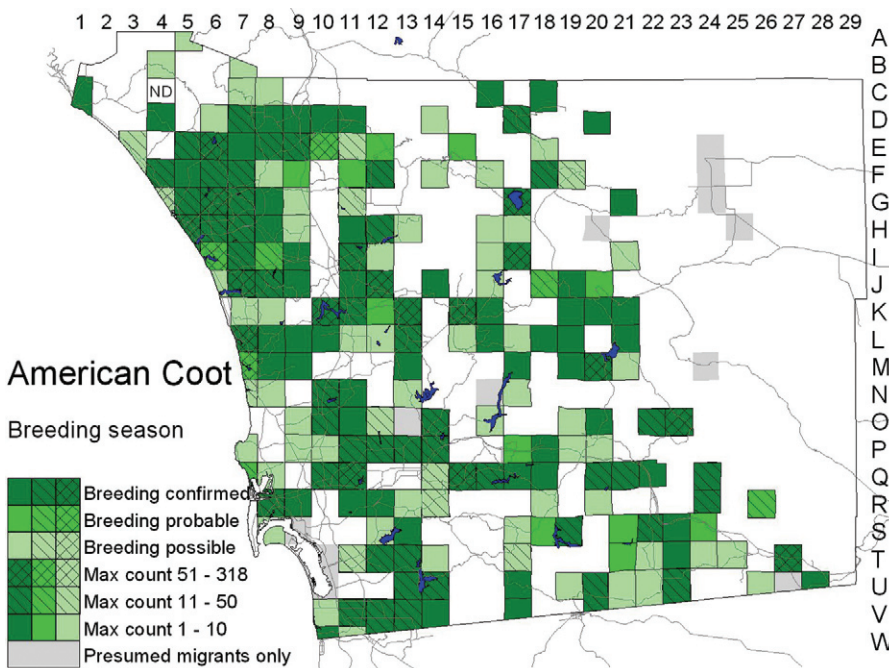 1 2 3 4 5 6 7 8 9 10 11 12 13 14 15 16 17 18 19 20 21 22 23 24 25 26 27 28 29
A
B
C
ND
D
E
F
G
H
I
J
K
L
M
American Coot
N
Breeding season
O
P
Q
Breeding confirmed
R
Breeding probable
S
Breeding possible
T
Max count 51 - 318
U
Max count 11 - 50
V
Max count 1 - 10
W
Presumed migrants only